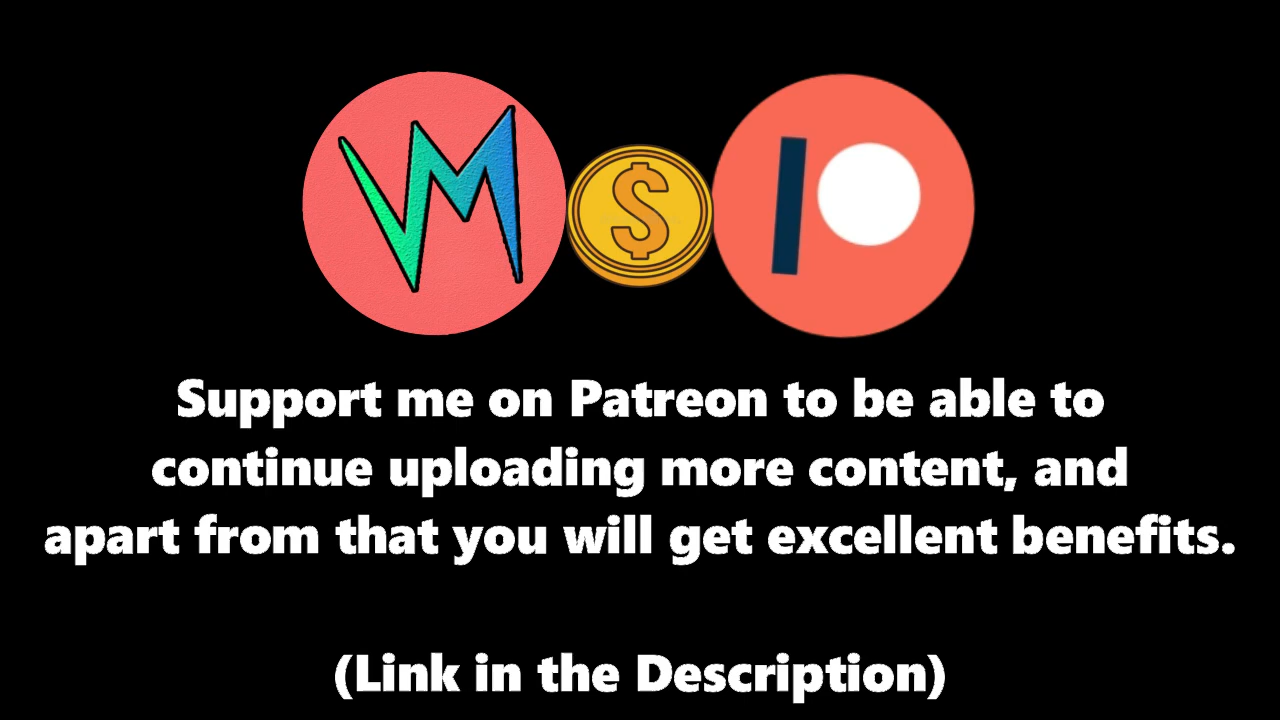 VM
$
Support me on Patreon to be able to
continue uploading more content, and
apart from that you will get excellent benefits.
(Link in the Description)